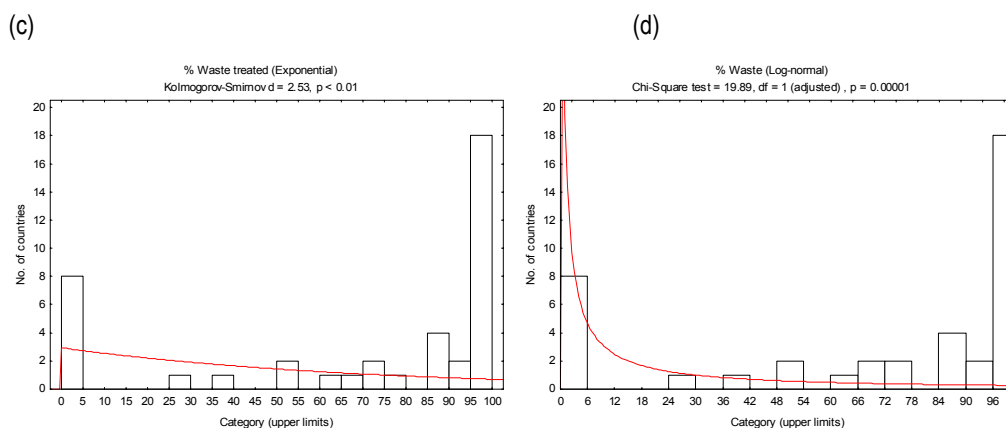 (c)
(d)
% Waste treated (Exponential)
Kolmogorov-Smirnov d = 2.53, p < 0.01
20
18
16
14
12
10
8
6
4
2
0
No. of countries
0 5 10 15 20 25 30 35 40 45 50 55 60 65 70 75 80 85 90 95 100
Category (upper limits)
% Waste (Log-normal)
Chi-Square test = 19.89, df = 1 (adjusted) , p = 0.00001
20
18
16
14
12
10
8
6
4
2
0
No. of countries
0 6 12 18 24 30 36 42 48 54 60 66 72 78 84 90 96
Category (upper limits)